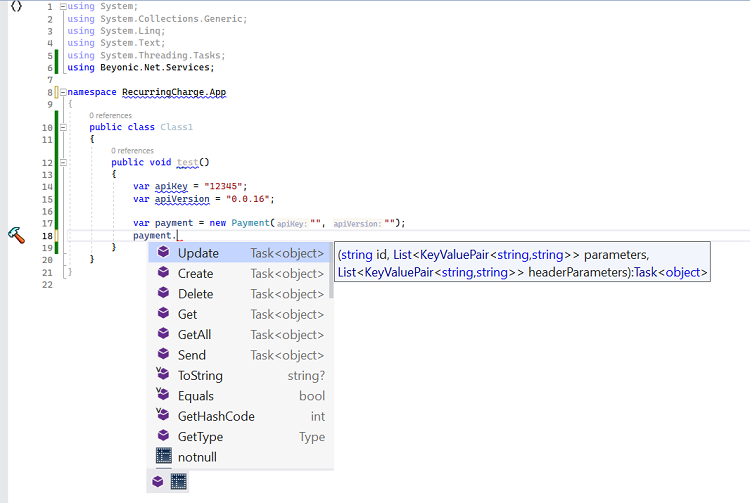 1 using System;
2 using System.Collections.Generic;
3 using System.Linq;
4 using System.Text;
5 using System.Threading.Tasks;
6 using Beyonic.Net.Services;
7
8 namespace RecurringCharge.App
9 {
0 references
10 public class Class1
11 {
0 references
12 public void test()
13 {
14 var apiKey = "12345";
15 var apiVersion = "0.0.16";
16
17 var payment = new Payment(apiKey: "", apiVersion: "");
18 payment.
19 }
20 }
21 }
22
Update Task<object>
(string id, List<KeyValuePair<string,string>> parameters,
List<KeyValuePair<string,string>> headerParameters):Task<object>
Create Task<object>
Delete Task<object>
Get Task<object>
GetAll Task<object>
Send Task<object>
ToString string?
Equals bool
GetHashCode int
GetType Type
notnull